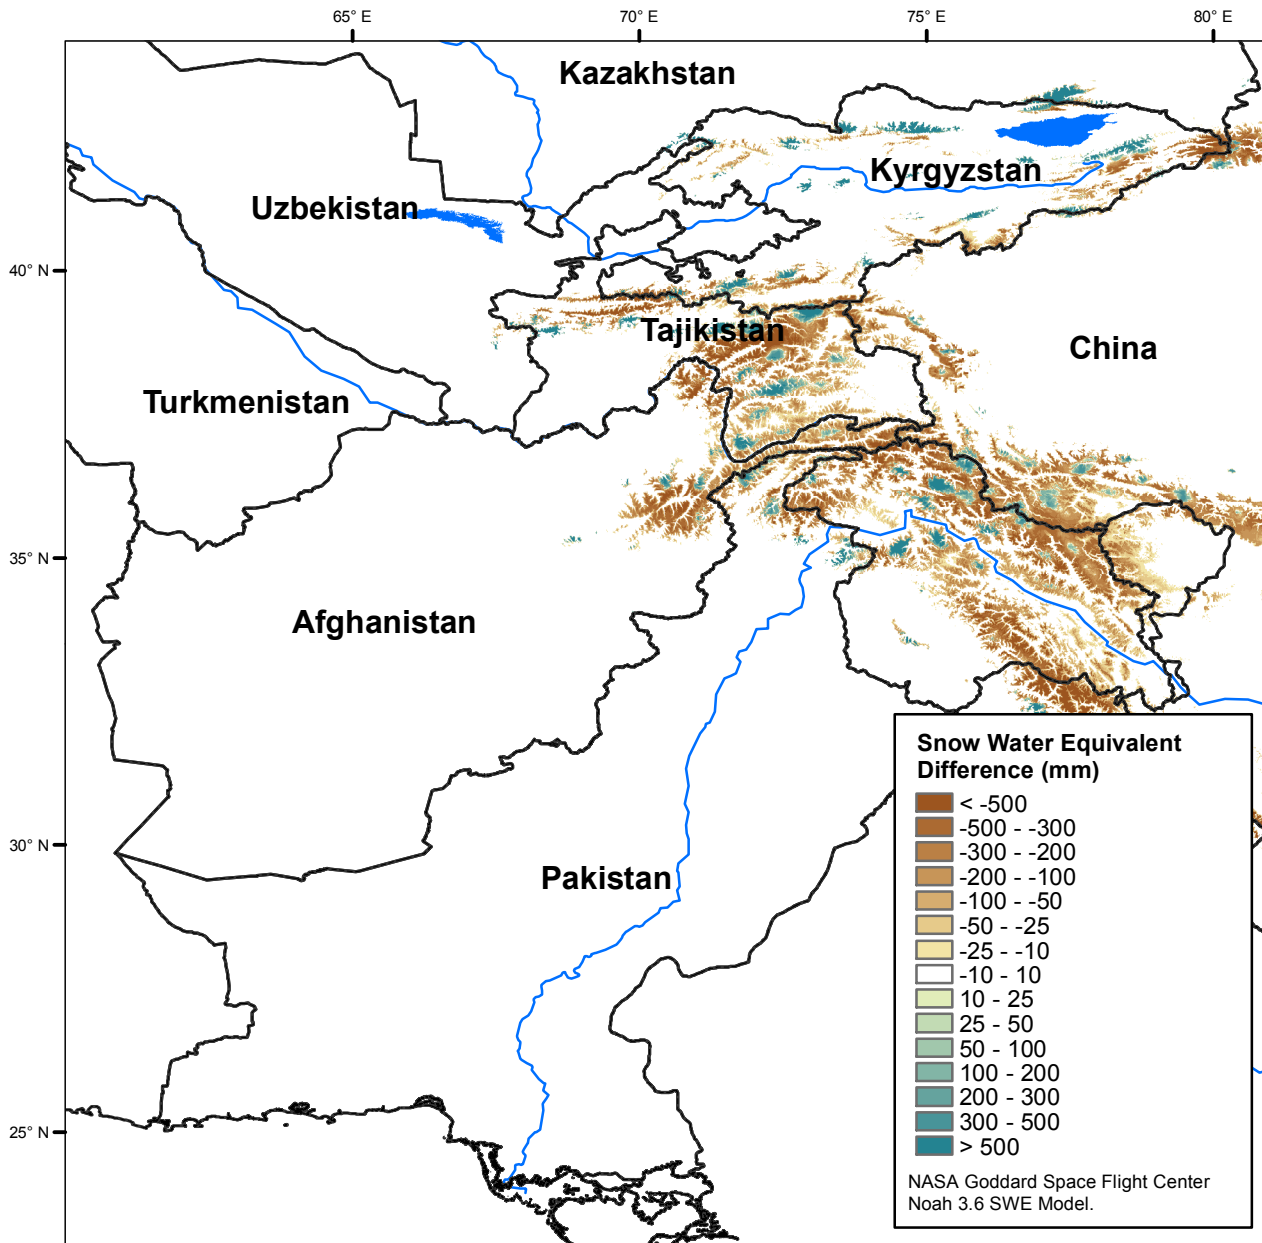 65° E
70° E
75° E
80° E
Kazakhstan
Kyrgyzstan
Uzbekistan
40° N
Tajikistan
China
Turkmenistan
35° N
Afghanistan
Snow Water Equivalent
Difference (mm)
< -500
-500 - -300
-300 - -200
-200 - -100
-100 - -50
-50 - -25
-25 - -10
-10 - 10
10 - 25
25 - 50
50 - 100
100 - 200
200 - 300
300 - 500
> 500
NASA Goddard Space Flight Center
Noah 3.6 SWE Model.
30° N
Pakistan
25° N